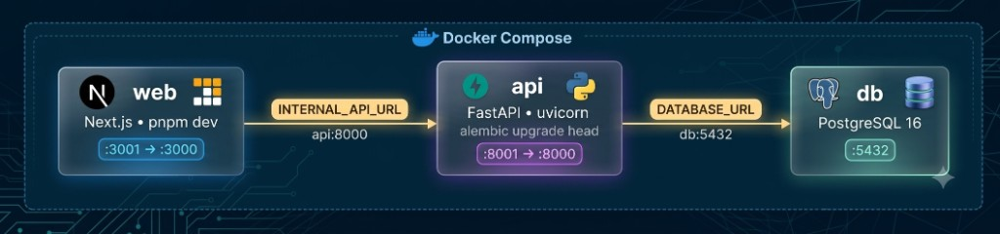 Docker Compose
web
Next.js • pnpm dev
:3001 → :3000
INTERNAL_API_URL
api:8000
api
FastAPI • uvicorn
alembic upgrade head
:8001 → :8000
DATABASE_URL
db:5432
db
PostgreSQL 16
:5432